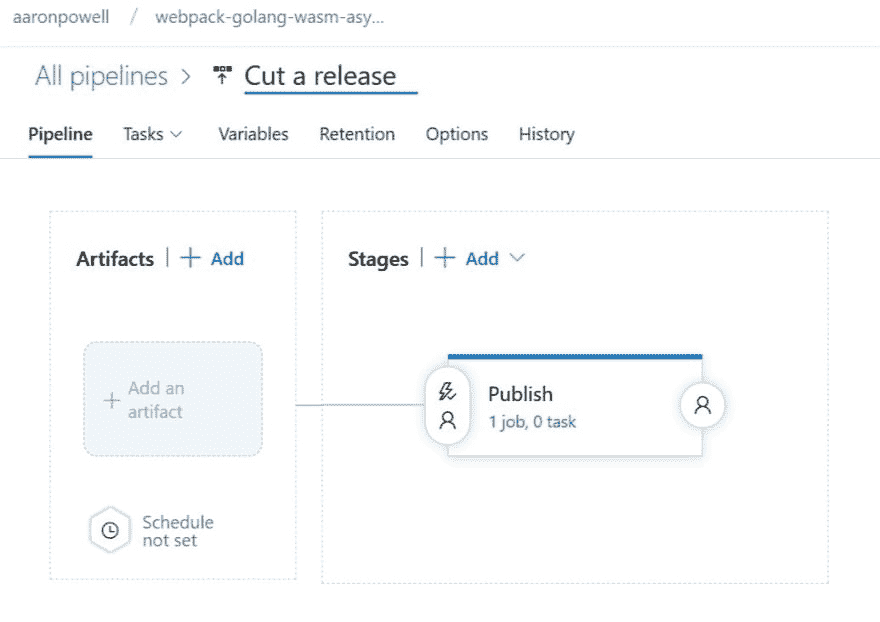 aaronpowell / webpack-golang-wasm-asy...
All pipelines > Cut a release
Pipeline Tasks Variables Retention Options History
Artifacts | + Add
Stages | + Add
+ Add an
artifact
Publish
1 job, 0 task
Schedule
not set